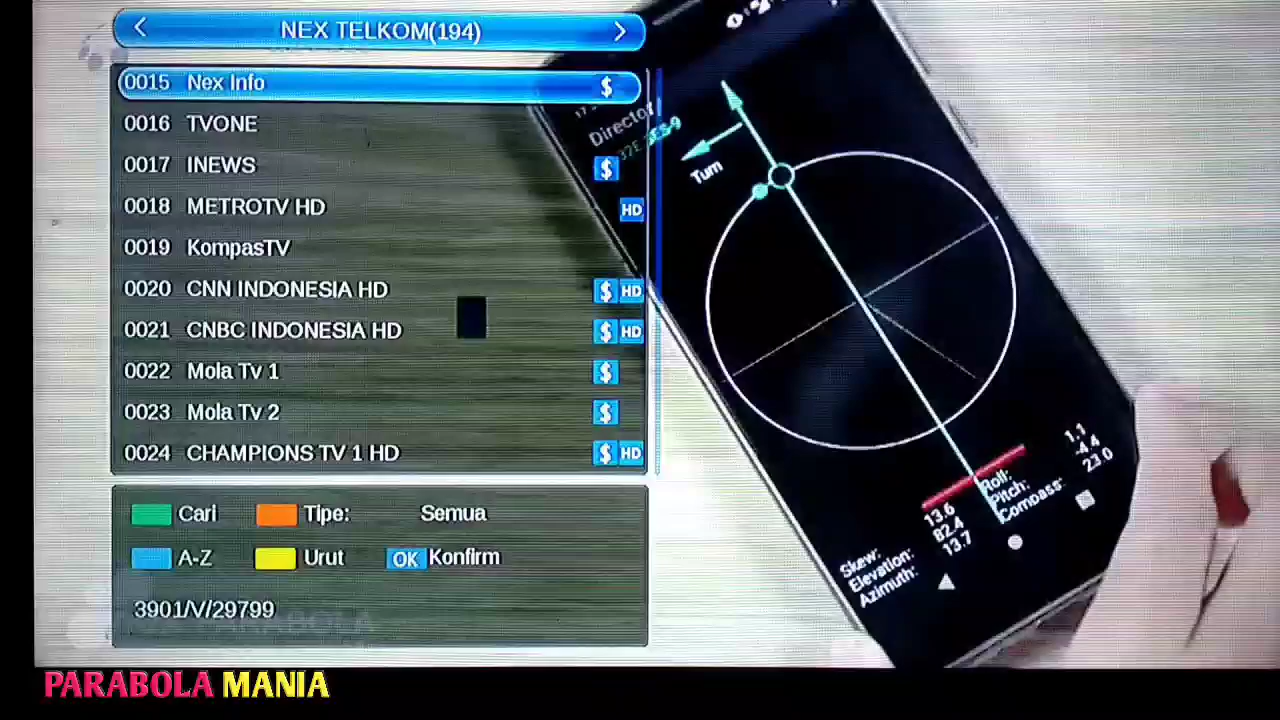 NEX TELKOM(194)
0015 Nex Info $
0016 TVONE
0017 INEWS $
0018 METROTV HD HD
0019 KompasTV
0020 CNN INDONESIA HD $ HD
0021 CNBC INDONESIA HD $ HD
0022 Mola Tv 1 $
0023 Mola Tv 2 $
0024 CHAMPIONS TV 1 HD $ HD
Cari Tipe: Semua
A-Z Urut OK Konfirm
3901/V/29799
PARABOLA
Director
Turn
Roll: 1.1
Pitch: -4.4
Compass: 23.0
Skew: 13.6
Elevation: 82.4
Azimuth: 13.7
PARABOLA MANIA